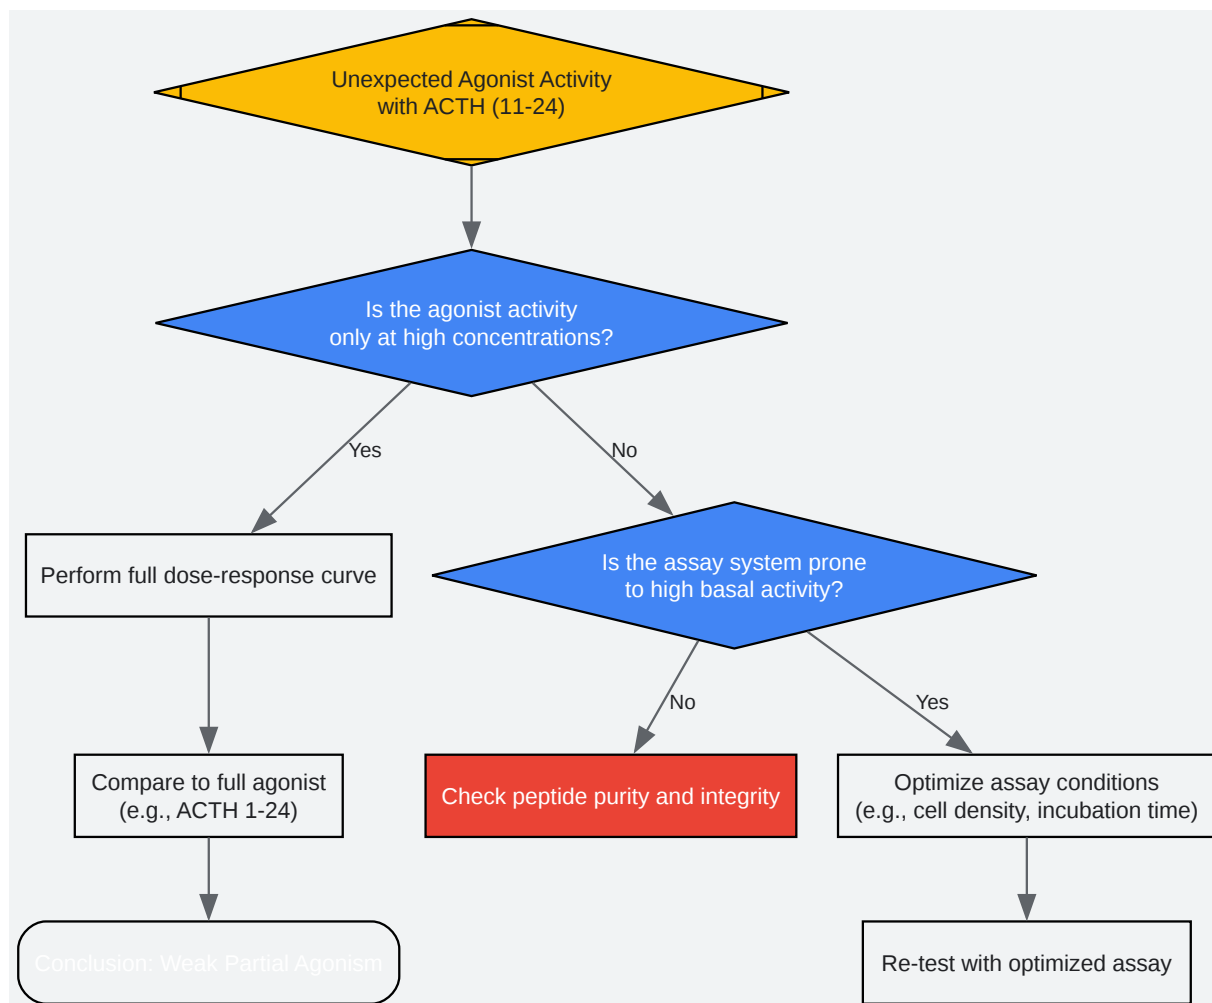 Unexpected Agonist Activity
with ACTH (11-24)
Is the agonist activity
only at high concentrations?
Yes
No
Perform full dose-response curve
Is the assay system prone
to high basal activity?
No
Yes
Compare to full agonist
(e.g., ACTH 1-24)
Check peptide purity and integrity
Optimize assay conditions
(e.g., cell density, incubation time)
Conclusion: Weak Partial Agonism
Re-test with optimized assay